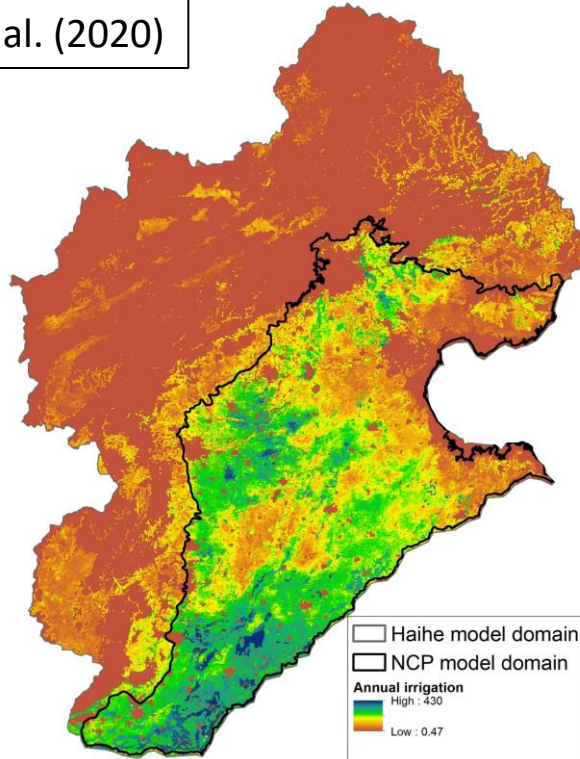 al. (2020)
Haihe model domain
NCP model domain
Annual irrigation
High : 430
Low : 0.47